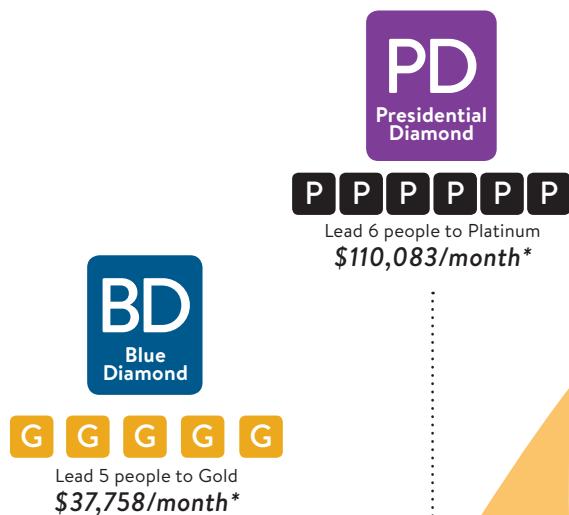 PD
Presidential
Diamond
P P P P P P
Lead 6 people to Platinum
$110,083/month*
BD
Blue
Diamond
G G G G G
Lead 5 people to Gold
$37,758/month*